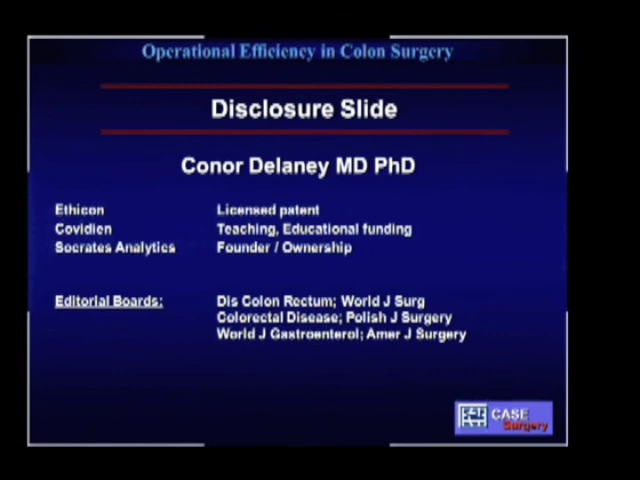 Operational Efficiency in Colon Surgery
Disclosure Slide
Conor Delaney MD PhD
Ethicon Licensed patent
Covidien Teaching, Educational funding
Socrates Analytics Founder / Ownership
Editorial Boards: Dis Colon Rectum; World J Surg
Colorectal Disease; Polish J Surgery
World J Gastroenterol; Amer J Surgery
CASE
Surgery